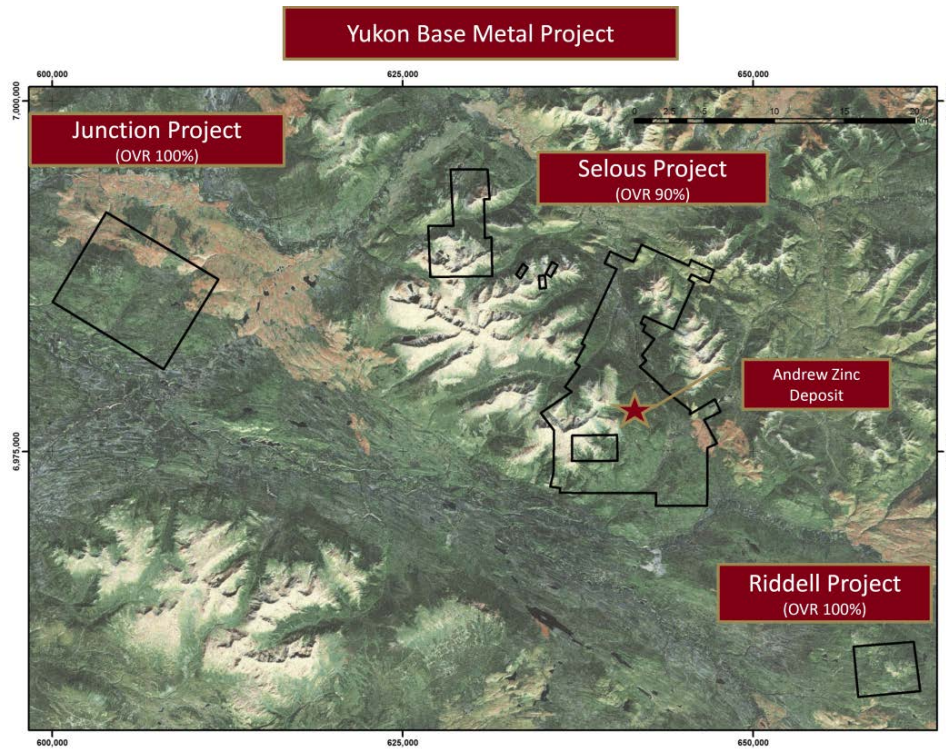 Yukon Base Metal Project
600,000
625,000
650,000
7,000,000
0
2.5
5
10
15
20
Km
Junction Project
(OVR 100%)
Selous Project
(OVR 90%)
Andrew Zinc
Deposit
6,975,000
Riddell Project
(OVR 100%)
600,000
625,000
650,000